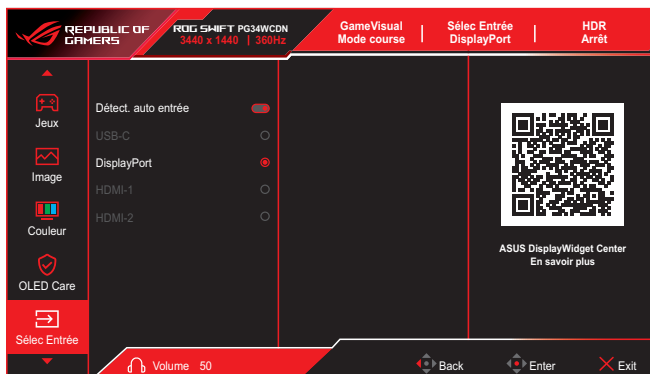 REPUBLIC OF
GAMERS
ROG SWIFT PG34WCDN
3440 x 1440 | 360Hz
GameVisual
Mode course
Sélec Entrée
DisplayPort
HDR
Arrêt
Jeux
Image
Couleur
OLED Care
Sélec Entrée
Détect. auto entrée
USB-C
DisplayPort
HDMI-1
HDMI-2
ASUS DisplayWidget Center
En savoir plus
Volume 50
Back
Enter
Exit